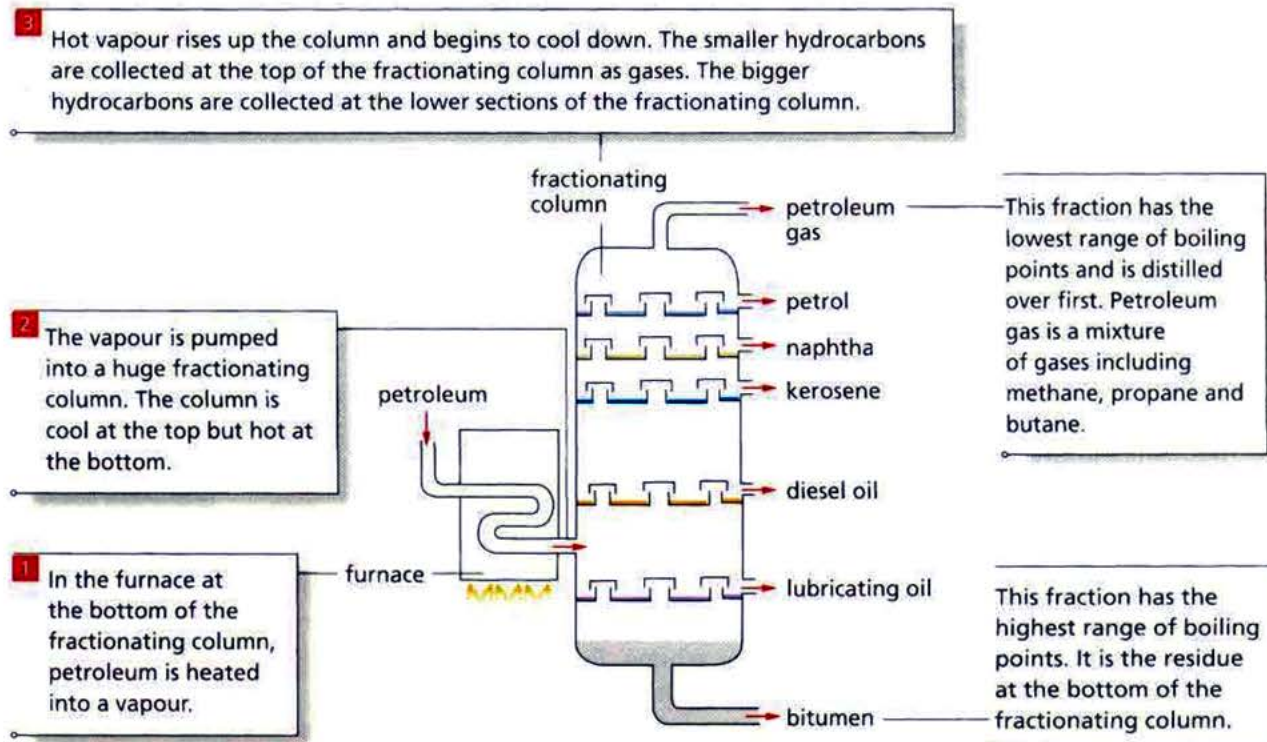 3
Hot vapour rises up the column and begins to cool down. The smaller hydrocarbons
are collected at the top of the fractionating column as gases. The bigger
hydrocarbons are collected at the lower sections of the fractionating column.
fractionating
column
petroleum
gas
This fraction has the
lowest range of boiling
points and is distilled
over first. Petroleum
gas is a mixture
of gases including
methane, propane and
butane.
petrol
naphtha
kerosene
2
The vapour is pumped
into a huge fractionating
column. The column is
cool at the top but hot at
the bottom.
petroleum
diesel oil
1
In the furnace at
the bottom of the
fractionating column,
petroleum is heated
into a vapour.
furnace
lubricating oil
This fraction has the
highest range of boiling
points. It is the residue
at the bottom of the
fractionating column.
bitumen